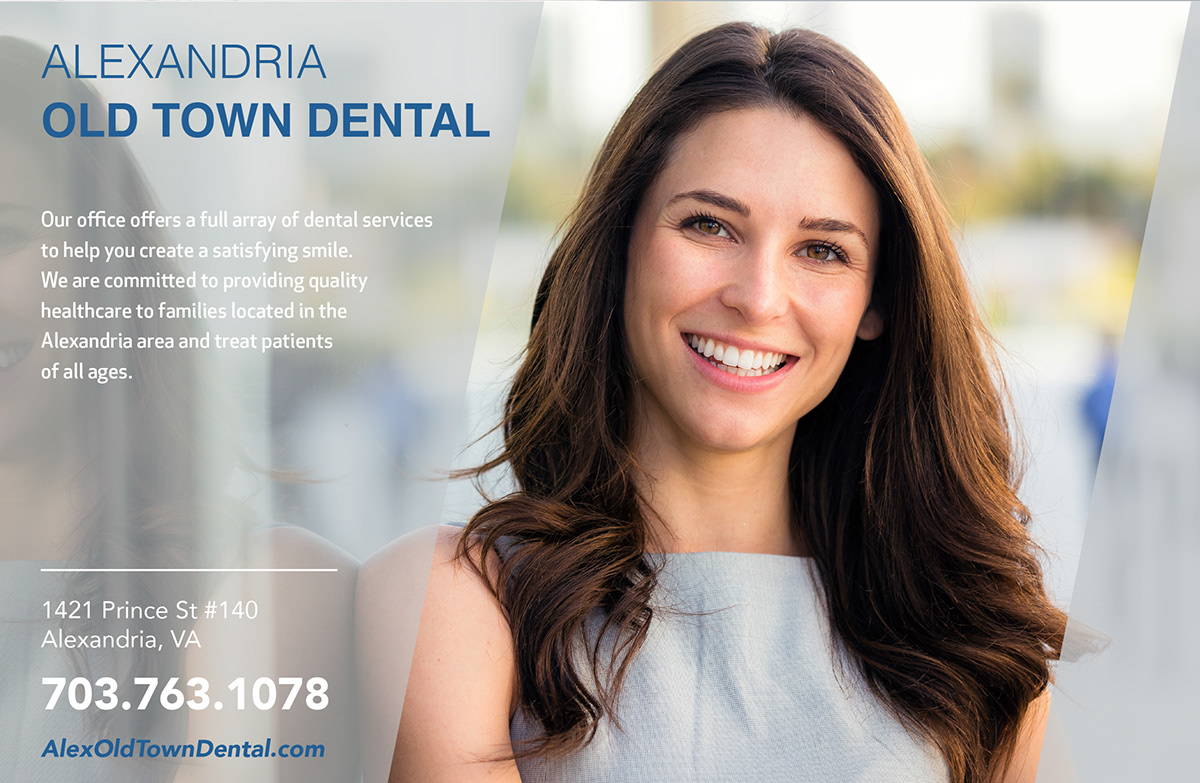 ALEXANDRIA
OLD TOWN DENTAL
Our office offers a full array of dental services
to help you create a satisfying smile.
We are committed to providing quality
healthcare to families located in the
Alexandria area and treat patients
of all ages.
1421 Prince St #140
Alexandria, VA
703.763.1078
AlexOldTownDental.com